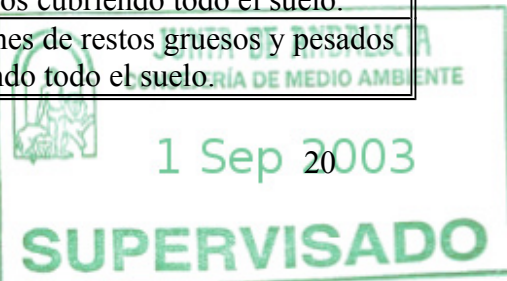 os cubriendo todo el suelo.
nes de restos gruesos y pesados
ndo todo el suelo.
JUNTA DE ANDALUCIA
CONSEJERÍA DE MEDIO AMBIENTE
1 Sep 2003
20
SUPERVISADO